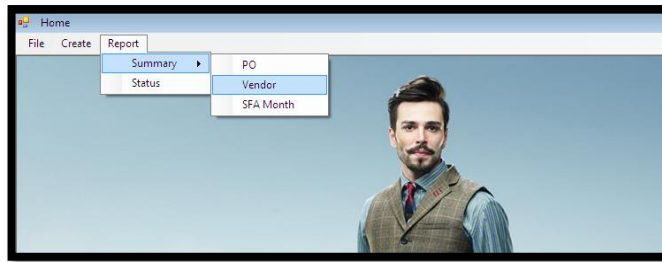 Home
File Create Report
Summary PO
Status Vendor
SFA Month